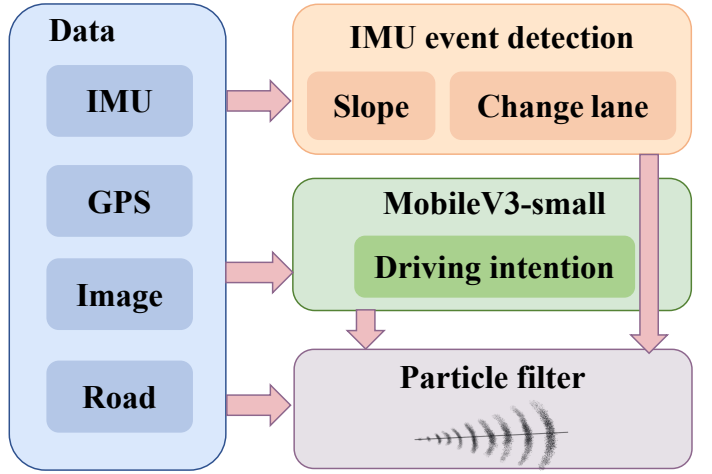 Data
IMU
GPS
Image
Road
IMU event detection
Slope
Change lane
MobileV3-small
Driving intention
Particle filter